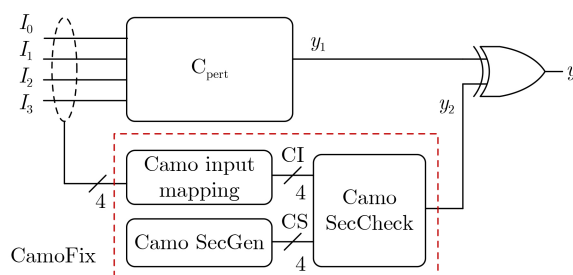 I0
I1
I2
I3
Cpert
y1
y
y2
Camo input
mapping
CI
4
4
Camo
SecCheck
Camo SecGen
CS
4
CamoFix